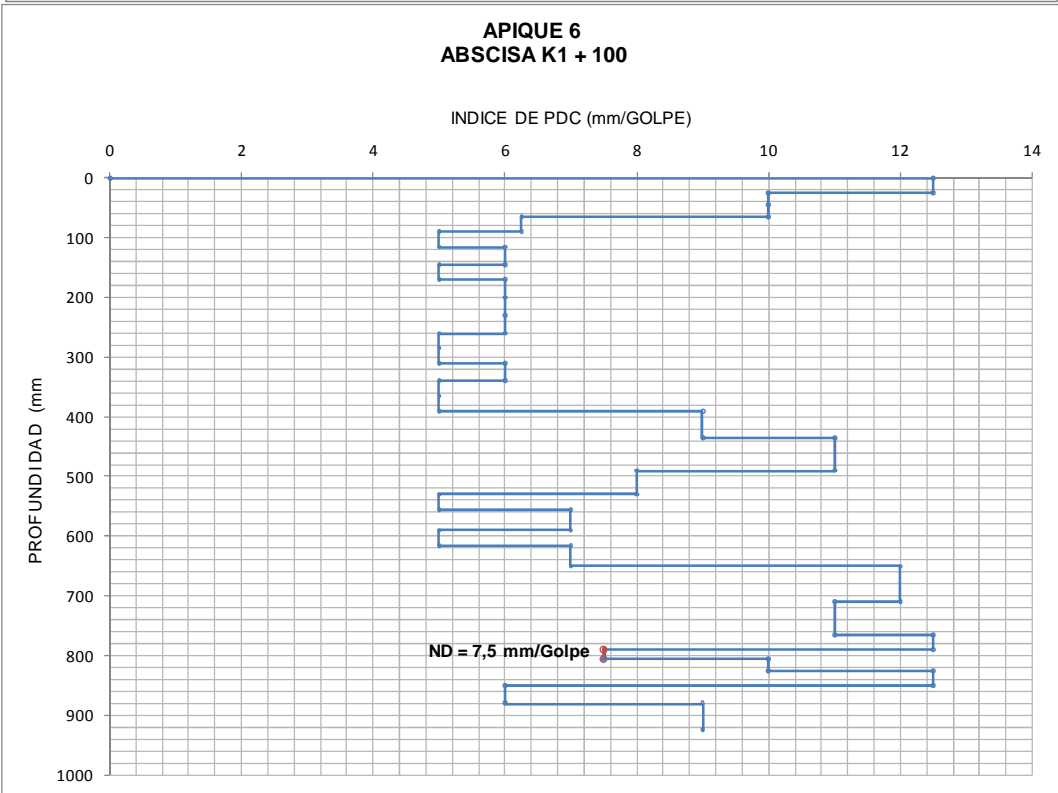 APIQUE 6
ABSCISA K1 + 100
INDICE DE PDC (mm/GOLPE)
0 2 4 6 8 10 12 14
0
100
200
300
400
500
600
700
800
900
1000
PROFUNDIDAD (mm
ND = 7,5 mm/Golpe